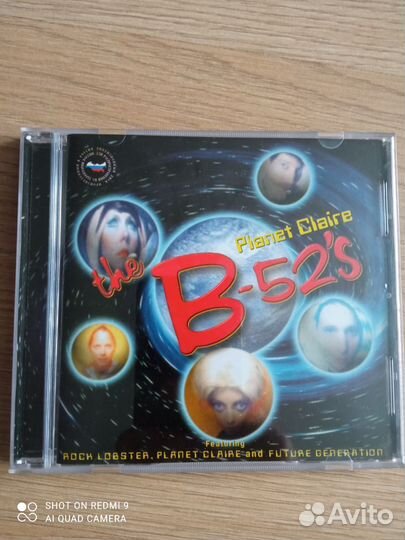 Planet Claire
the
B-52's
Featuring
ROCK LOBSTER, PLANET CLAIRE and FUTURE GENERATION
SHOT ON REDMI 9
AI QUAD CAMERA
Avito